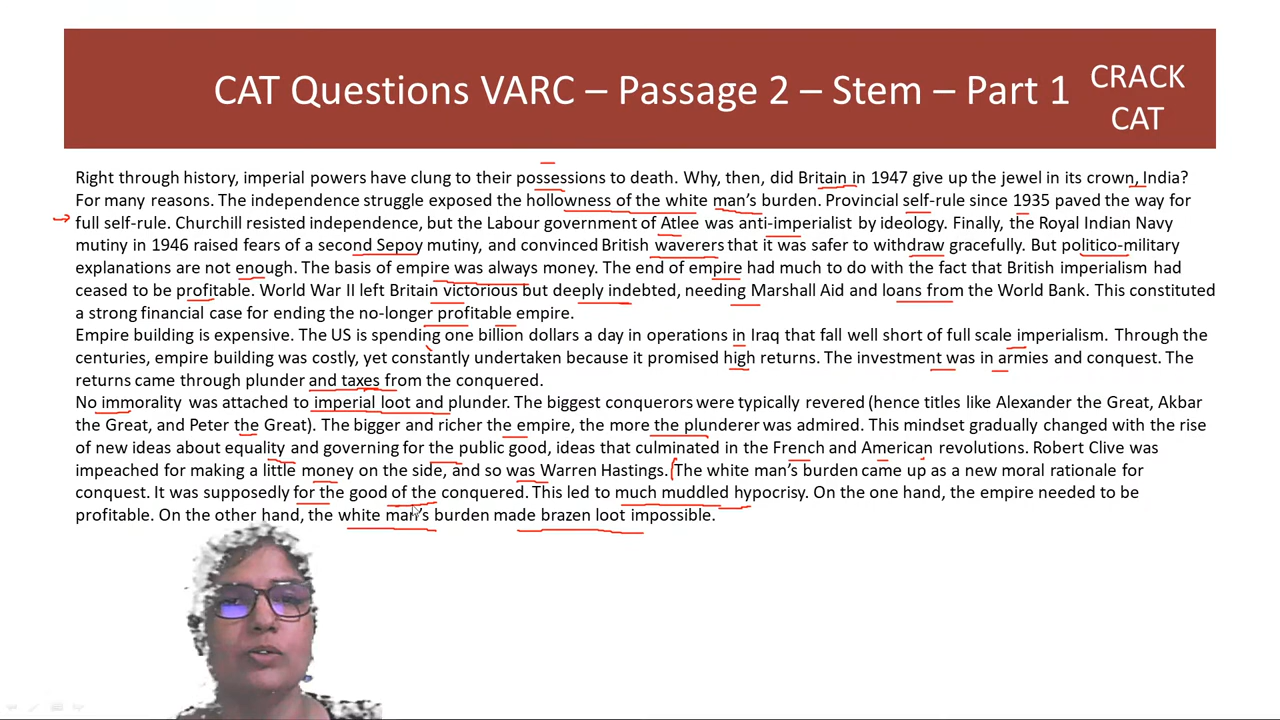 CAT Questions VARC – Passage 2 – Stem – Part 1
CRACK
CAT
Right through history, imperial powers have clung to their possessions to death. Why, then, did Britain in 1947 give up the jewel in its crown, India?
For many reasons. The independence struggle exposed the hollowness of the white man's burden. Provincial self-rule since 1935 paved the way for
full self-rule. Churchill resisted independence, but the Labour government of Atlee was anti-imperialist by ideology. Finally, the Royal Indian Navy
mutiny in 1946 raised fears of a second Sepoy mutiny, and convinced British waverers that it was safer to withdraw gracefully. But politico-military
explanations are not enough. The basis of empire was always money. The end of empire had much to do with the fact that British imperialism had
ceased to be profitable. World War II left Britain victorious but deeply indebted, needing Marshall Aid and loans from the World Bank. This constituted
a strong financial case for ending the no-longer profitable empire.
Empire building is expensive. The US is spending one billion dollars a day in operations in Iraq that fall well short of full scale imperialism. Through the
centuries, empire building was costly, yet constantly undertaken because it promised high returns. The investment was in armies and conquest. The
returns came through plunder and taxes from the conquered.
No immorality was attached to imperial loot and plunder. The biggest conquerors were typically revered (hence titles like Alexander the Great, Akbar
the Great, and Peter the Great). The bigger and richer the empire, the more the plunderer was admired. This mindset gradually changed with the rise
of new ideas about equality and governing for the public good, ideas that culminated in the French and American revolutions. Robert Clive was
impeached for making a little money on the side, and so was Warren Hastings. The white man's burden came up as a new moral rationale for
conquest. It was supposedly for the good of the conquered. This led to much muddled hypocrisy. On the one hand, the empire needed to be
profitable. On the other hand, the white man's burden made brazen loot impossible.